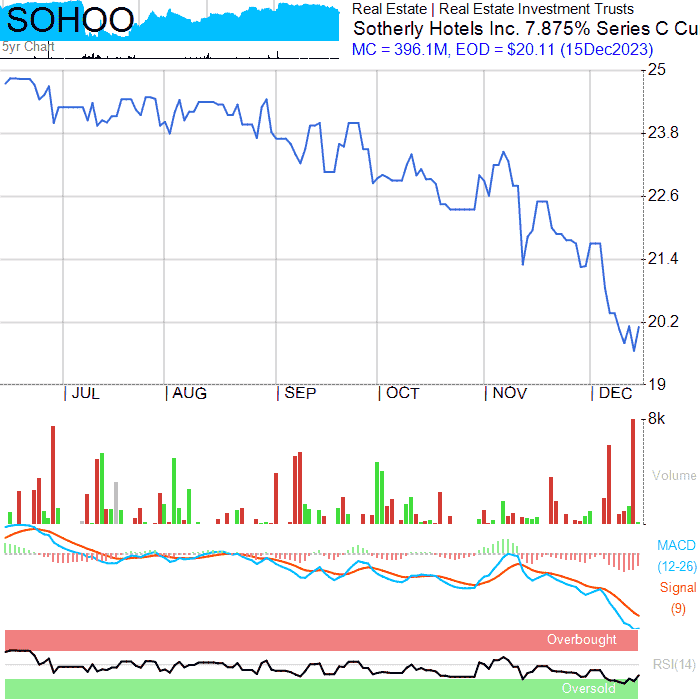 SOHOO
5yr Chart
Real Estate | Real Estate Investment Trusts
Sotherly Hotels Inc. 7.875% Series C Cu
MC = 396.1M, EOD = $20.11 (15Dec2023)
25
23.8
22.6
21.4
20.2
19
JUL AUG SEP OCT NOV DEC
8k
Volume
MACD
(12-26)
Signal
(9)
Overbought
RSI(14)
Oversold